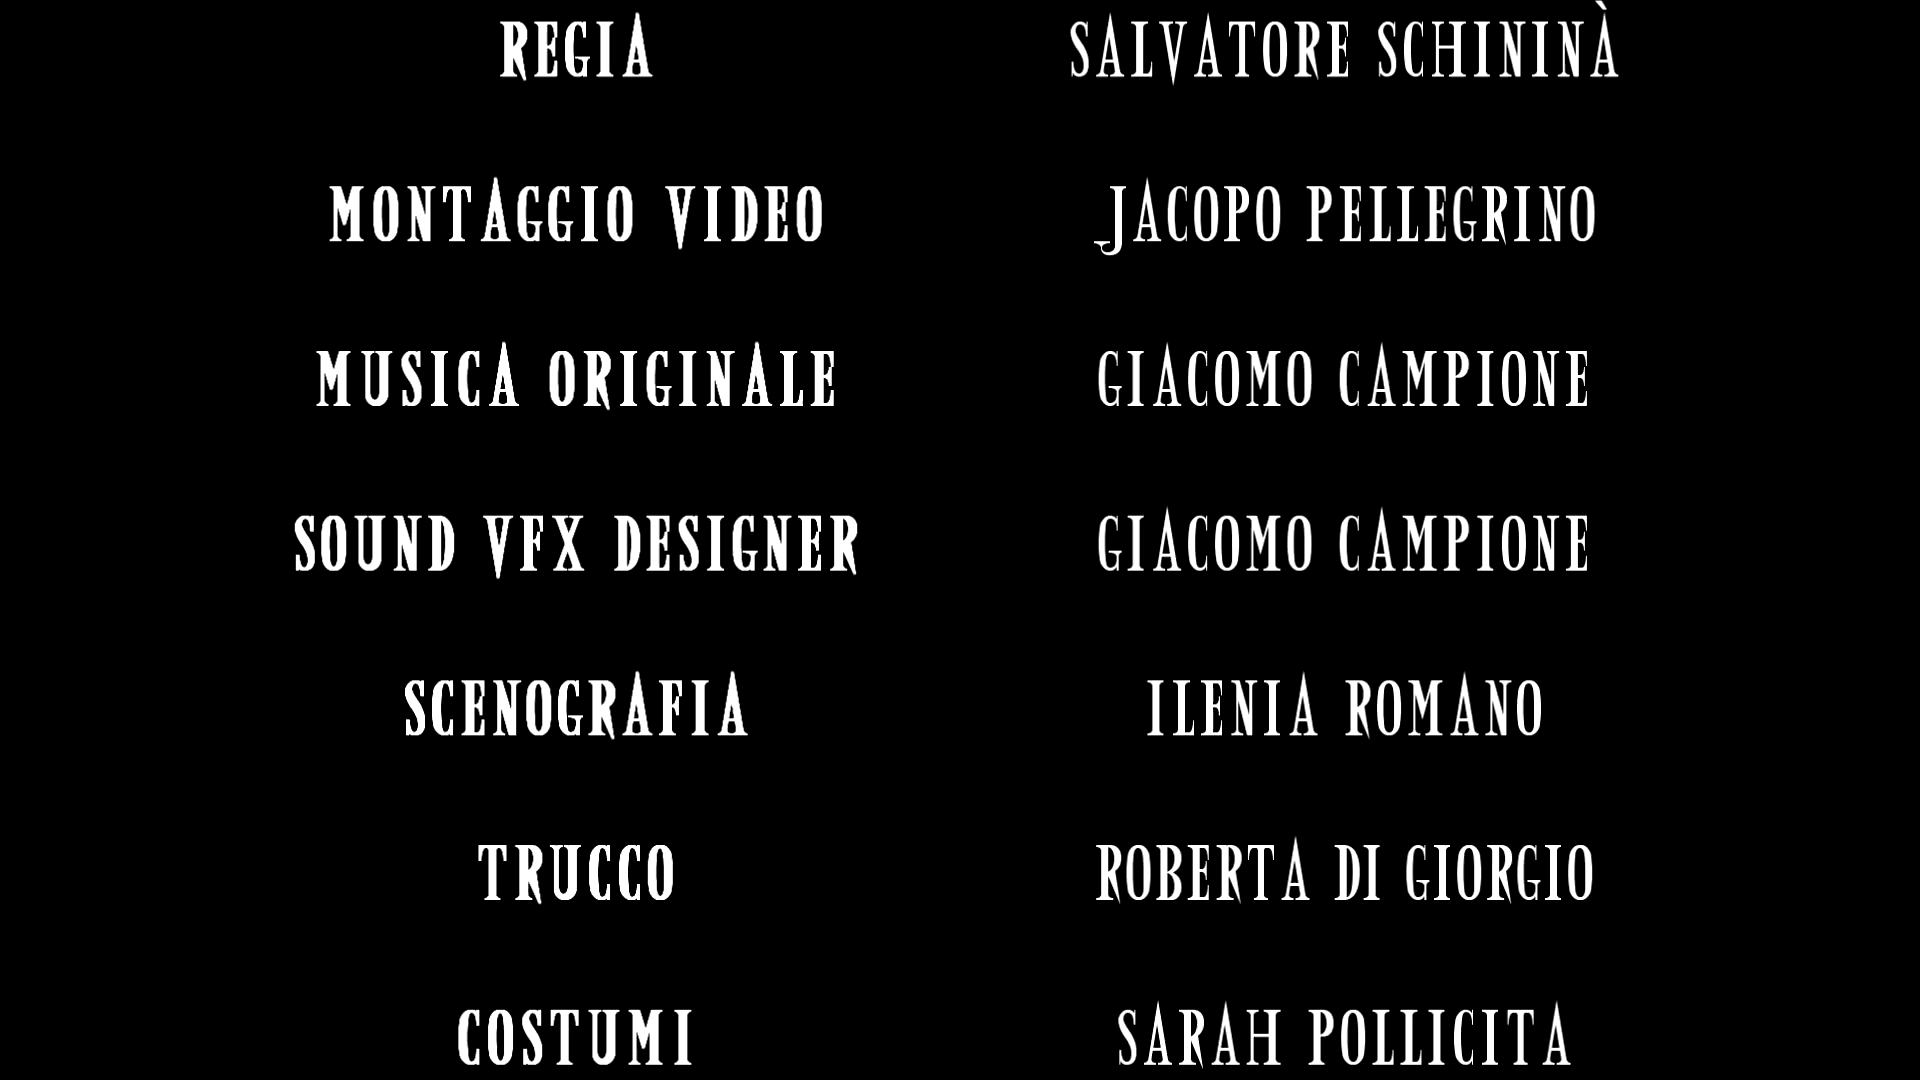 REGIA SALVATORE SCHININÀ
MONTAGGIO VIDEO JACOPO PELLEGRINO
MUSICA ORIGINALE GIACOMO CAMPIONE
SOUND VFX DESIGNER GIACOMO CAMPIONE
SCENOGRAFIA ILENIA ROMANO
TRUCCO ROBERTA DI GIORGIO
COSTUMI SARAH POLLICITA